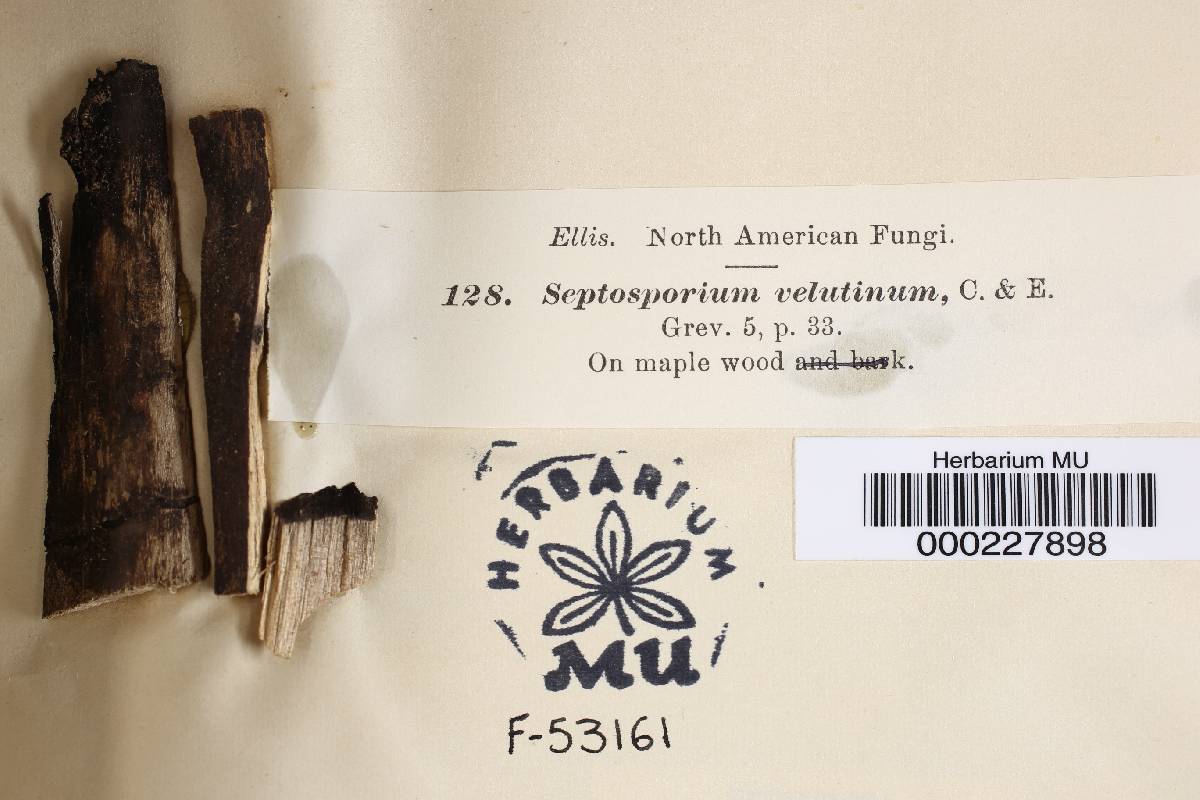 Ellis. North American Fungi.
128. Septosporium velutinum, C. & E.
Grev. 5, p. 33.
On maple wood and bark.
Herbarium MU
000227898
HERBARIUM
MU
F-53161